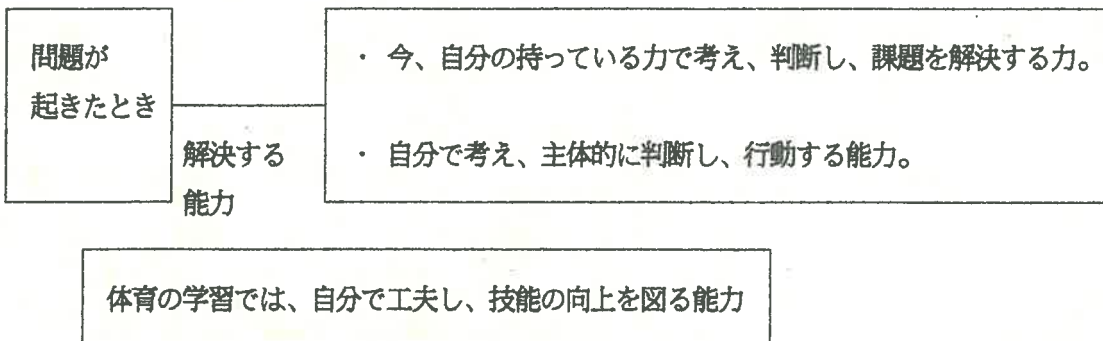 問題が
起きたとき
解決する
能力
・ 今、自分の持っている力で考え、判断し、課題を解決する力。
・ 自分で考え、主体的に判断し、行動する能力。
体育の学習では、自分で工夫し、技能の向上を図る能力